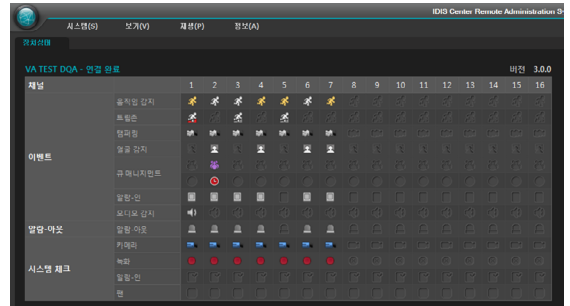 IDIS Center Remote Administration S
시스템(S) 보기(V) 재생(P) 정보(A)
장치상태
VA TEST DQA - 연결 완료 버전 3.0.0
채널 1 2 3 4 5 6 7 8 9 10 11 12 13 14 15 16
움직임 감지
트립존
탬퍼링
얼굴 감지
이벤트
큐 매니지먼트
알람-인
오디오 감지
알람-아웃 알람-아웃
카메라
녹화
시스템 체크
알람-인
팬